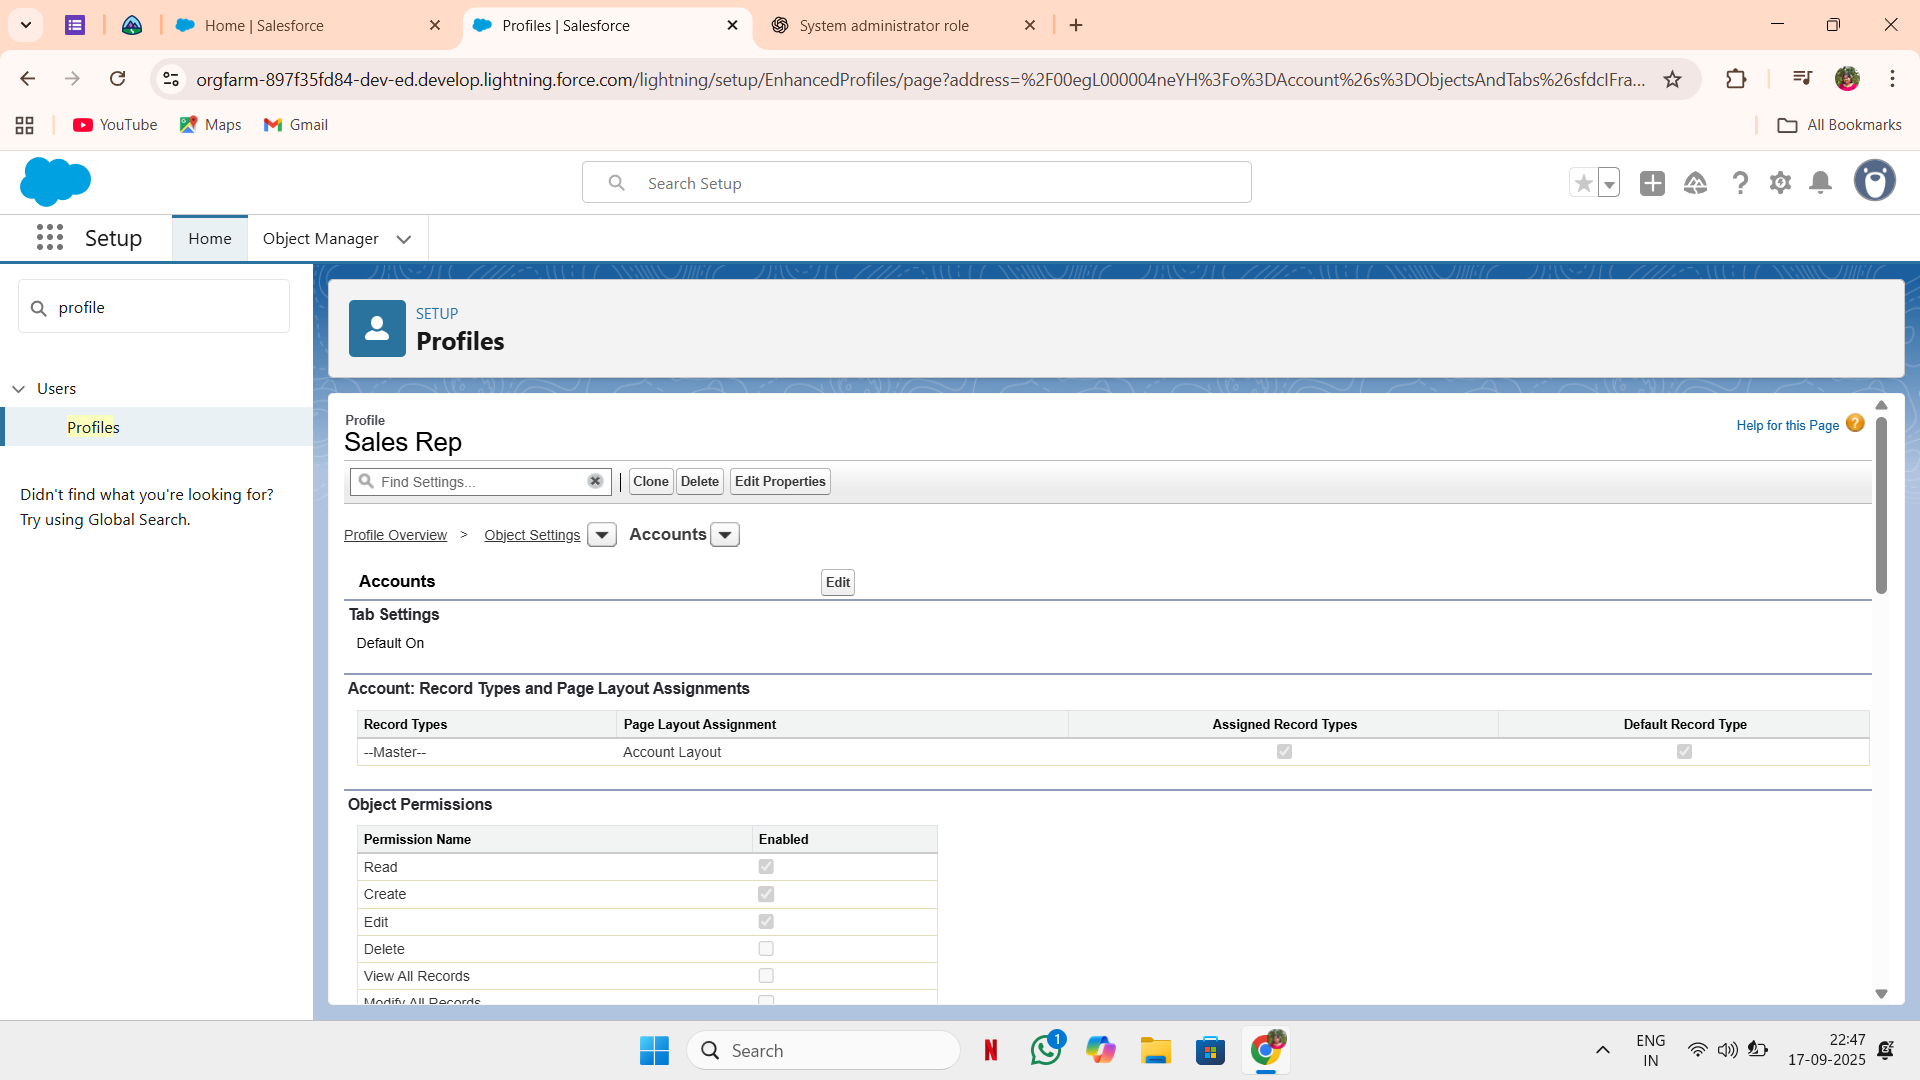 Home | Salesforce
Profiles | Salesforce
System administrator role
orgfarm-897f35fd84-dev-ed.develop.lightning.force.com/lightning/setup/EnhancedProfiles/page?address=%2F00egL000004neYH%3Fo%3DAccount%26s%3DObjectsAndTabs%26sfdcIFra...
YouTube
Maps
Gmail
All Bookmarks
Search Setup
Setup
Home
Object Manager
profile
Users
Profiles
Didn't find what you're looking for?
Try using Global Search.
SETUP
Profiles
Profile
Sales Rep
Help for this Page ?
Find Settings...
Clone
Delete
Edit Properties
Profile Overview > Object Settings Accounts
Accounts
Edit
Tab Settings
Default On
Account: Record Types and Page Layout Assignments
Record Types Page Layout Assignment Assigned Record Types Default Record Type
--Master-- Account Layout
Object Permissions
Permission Name Enabled
Read
Create
Edit
Delete
View All Records
Modify All Records
Search
N
1
ENG
IN
22:47
17-09-2025